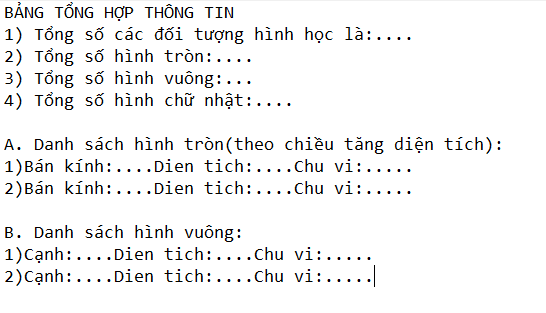 BẢNG TỔNG HỢP THÔNG TIN
1) Tổng số các đối tượng hình học là:....
2) Tổng số hình tròn:....
3) Tổng số hình vuông:...
4) Tổng số hình chữ nhật:....
A. Danh sách hình tròn(theo chiều tăng diện tích):
1)Bán kính:....Dien tich:....Chu vi:.....
2)Bán kính:....Dien tich:....Chu vi:.....
B. Danh sách hình vuông:
1)Cạnh:....Dien tich:....Chu vi:.....
2)Cạnh:....Dien tich:....Chu vi:.....